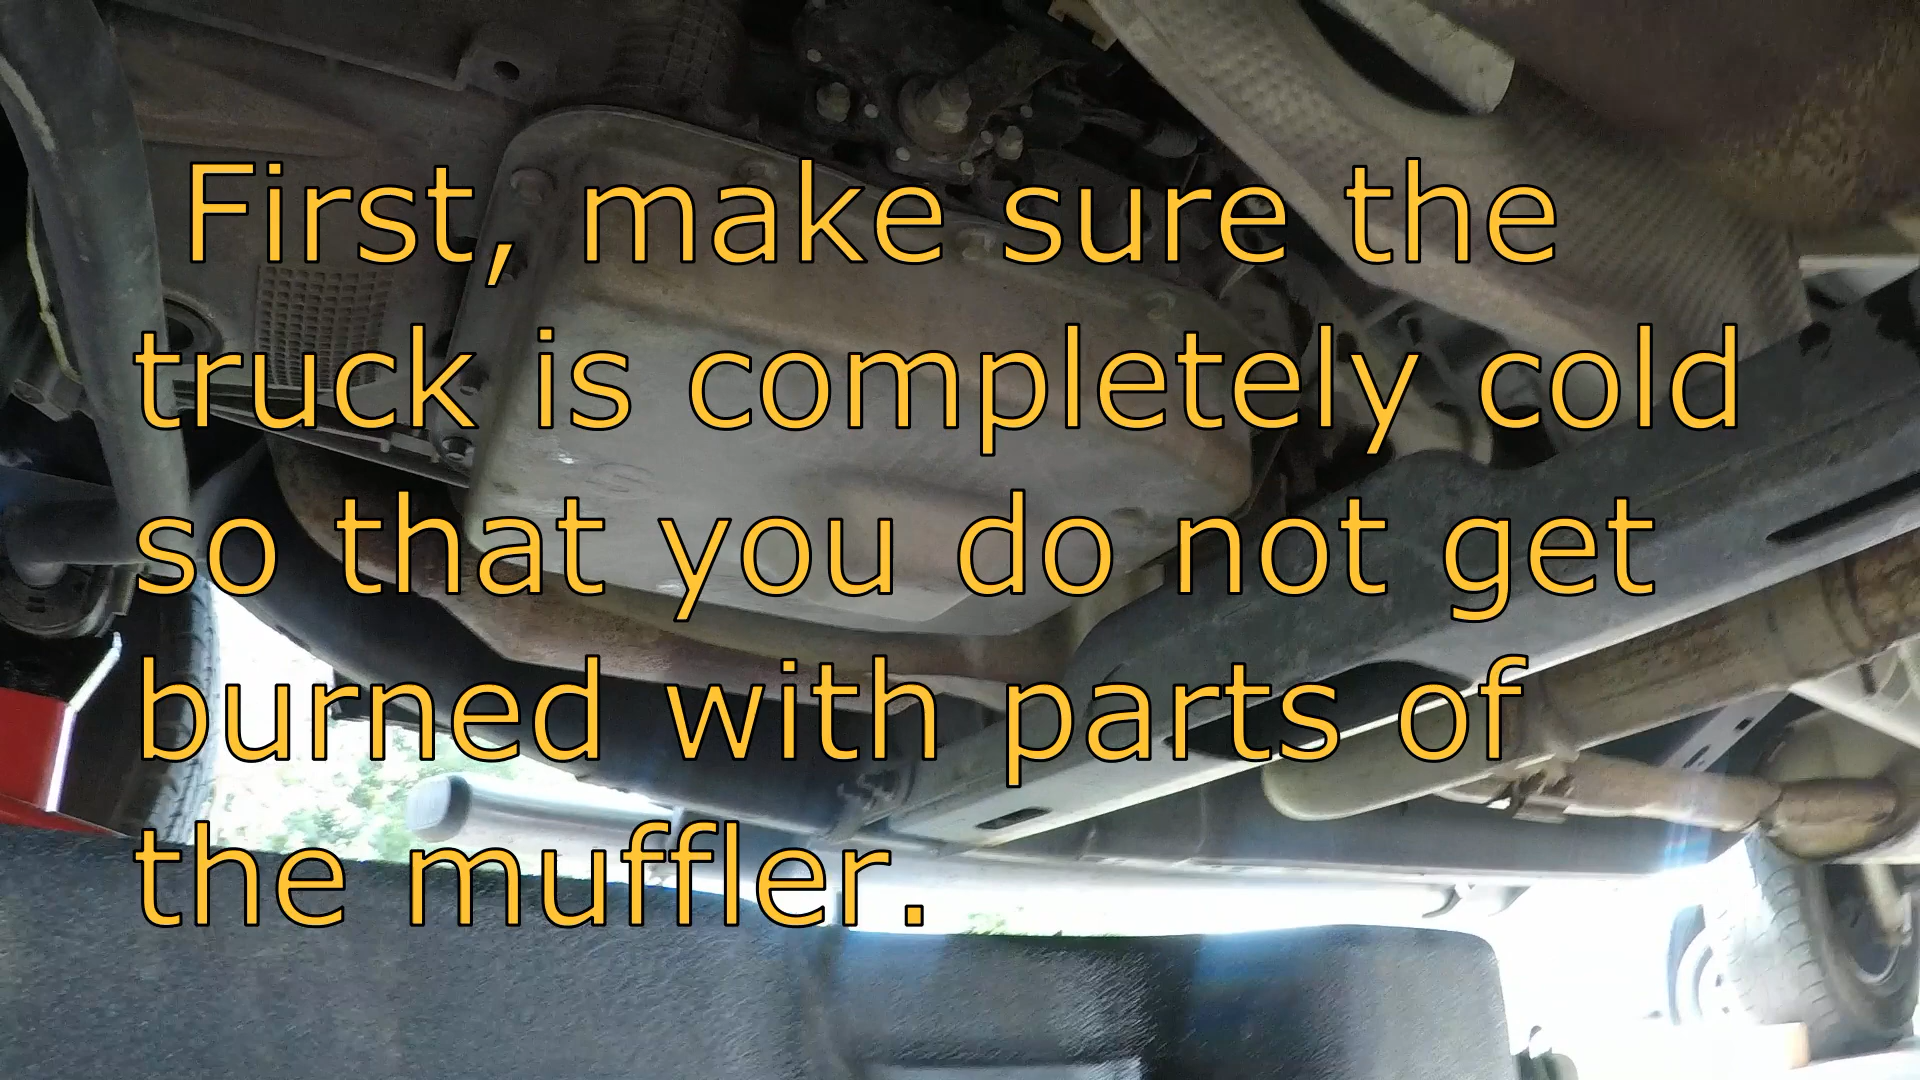 First, make sure the
truck is completely cold
so that you do not get
burned with parts of
the muffler.